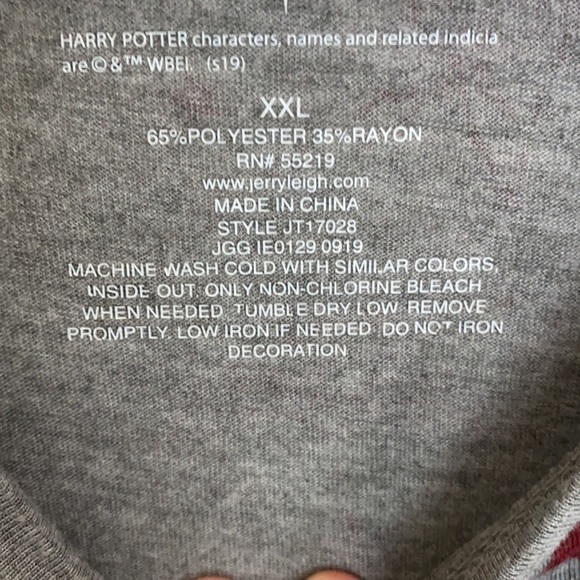 HARRY POTTER characters, names and related indicia
are © & ™ WBEI. (s19)
XXL
65%POLYESTER 35%RAYON
RN# 55219
www.jerryleigh.com
MADE IN CHINA
STYLE JT17028
JGG IE0129 0919
MACHINE WASH COLD WITH SIMILAR COLORS,
INSIDE OUT ONLY NON-CHLORINE BLEACH
WHEN NEEDED TUMBLE DRY LOW REMOVE
PROMPTLY. LOW IRON IF NEEDED DO NOT IRON
DECORATION